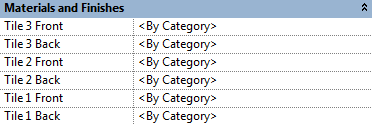 Materials and Finishes
Tile 3 Front <By Category>
Tile 3 Back <By Category>
Tile 2 Front <By Category>
Tile 2 Back <By Category>
Tile 1 Front <By Category>
Tile 1 Back <By Category>